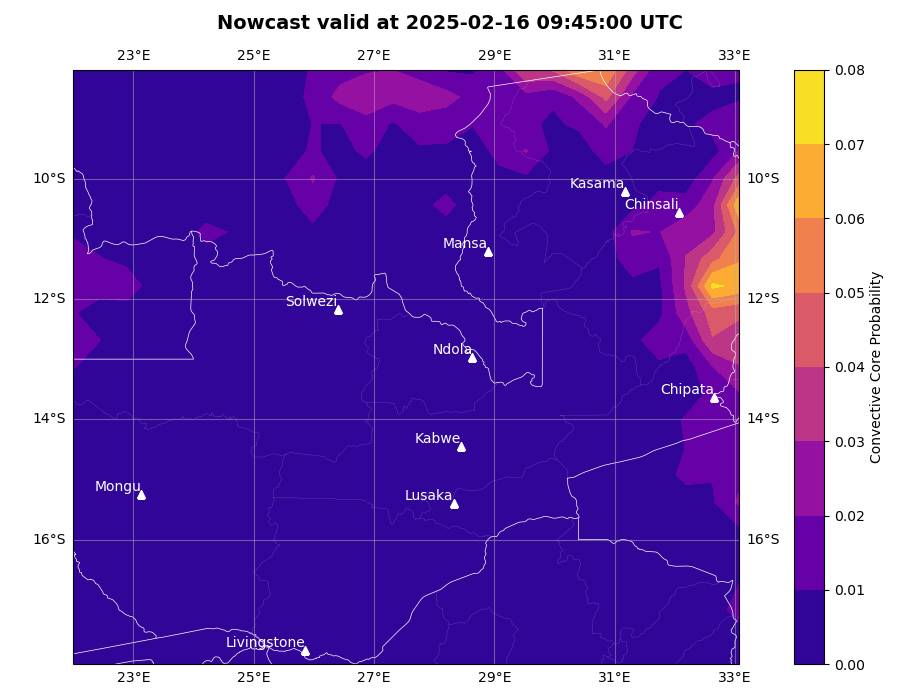 Nowcast valid at 2025-02-16 09:45:00 UTC
23°E 25°E 27°E 29°E 31°E 33°E
0.08
0.07
10°S Kasama 10°S
Chinsali
0.06
Mansa
0.05
12°S Solwezi 12°S
Convective Core Probability
Ndola
0.04
Chipata
14°S 14°S
Kabwe 0.03
Mongu Lusaka
0.02
16°S 16°S
0.01
Livingstone
0.00
23°E 25°E 27°E 29°E 31°E 33°E